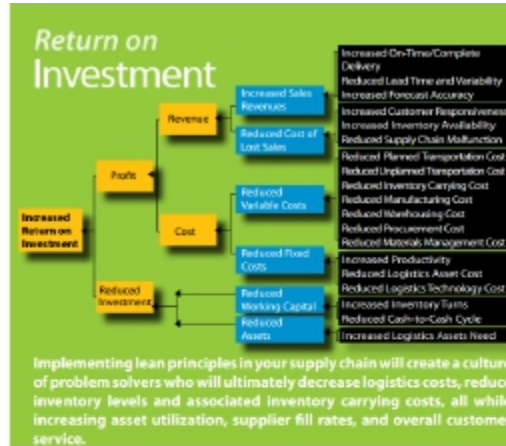 Return on
Investment
Increased On-Time/Complete
Delivery
Reduced Lead Time and Variability
Increased Forecast Accuracy
Increased Customer Responsiveness
Increased Inventory Availability
Reduced Supply Chain Malfunction
Reduced Planned Transportation Cost
Reduced Unplanned Transportation Cost
Reduced Inventory Carrying Cost
Reduced Manufacturing Cost
Reduced Warehousing Cost
Reduced Procurement Cost
Reduced Materials Management Cost
Increased Productivity
Reduced Logistics Asset Cost
Reduced Logistics Technology Cost
Increased Inventory Turns
Reduced Cash-to-Cash Cycle
Increased Logistics Assets Need
Increased Sales
Revenues
Reduced Cost of
Lost Sales
Reduced
Variable Costs
Reduced Fixed
Costs
Reduced
Working Capital
Reduced
Assets
Revenue
Cost
Profit
Reduced
Investment
Increased
Return on
Investment
Implementing lean principles in your supply chain will create a culture
of problem solvers who will ultimately decrease logistics costs, reduc
inventory levels and associated inventory carrying costs, all while
increasing asset utilization, supplier fill rates, and overall custome
service.